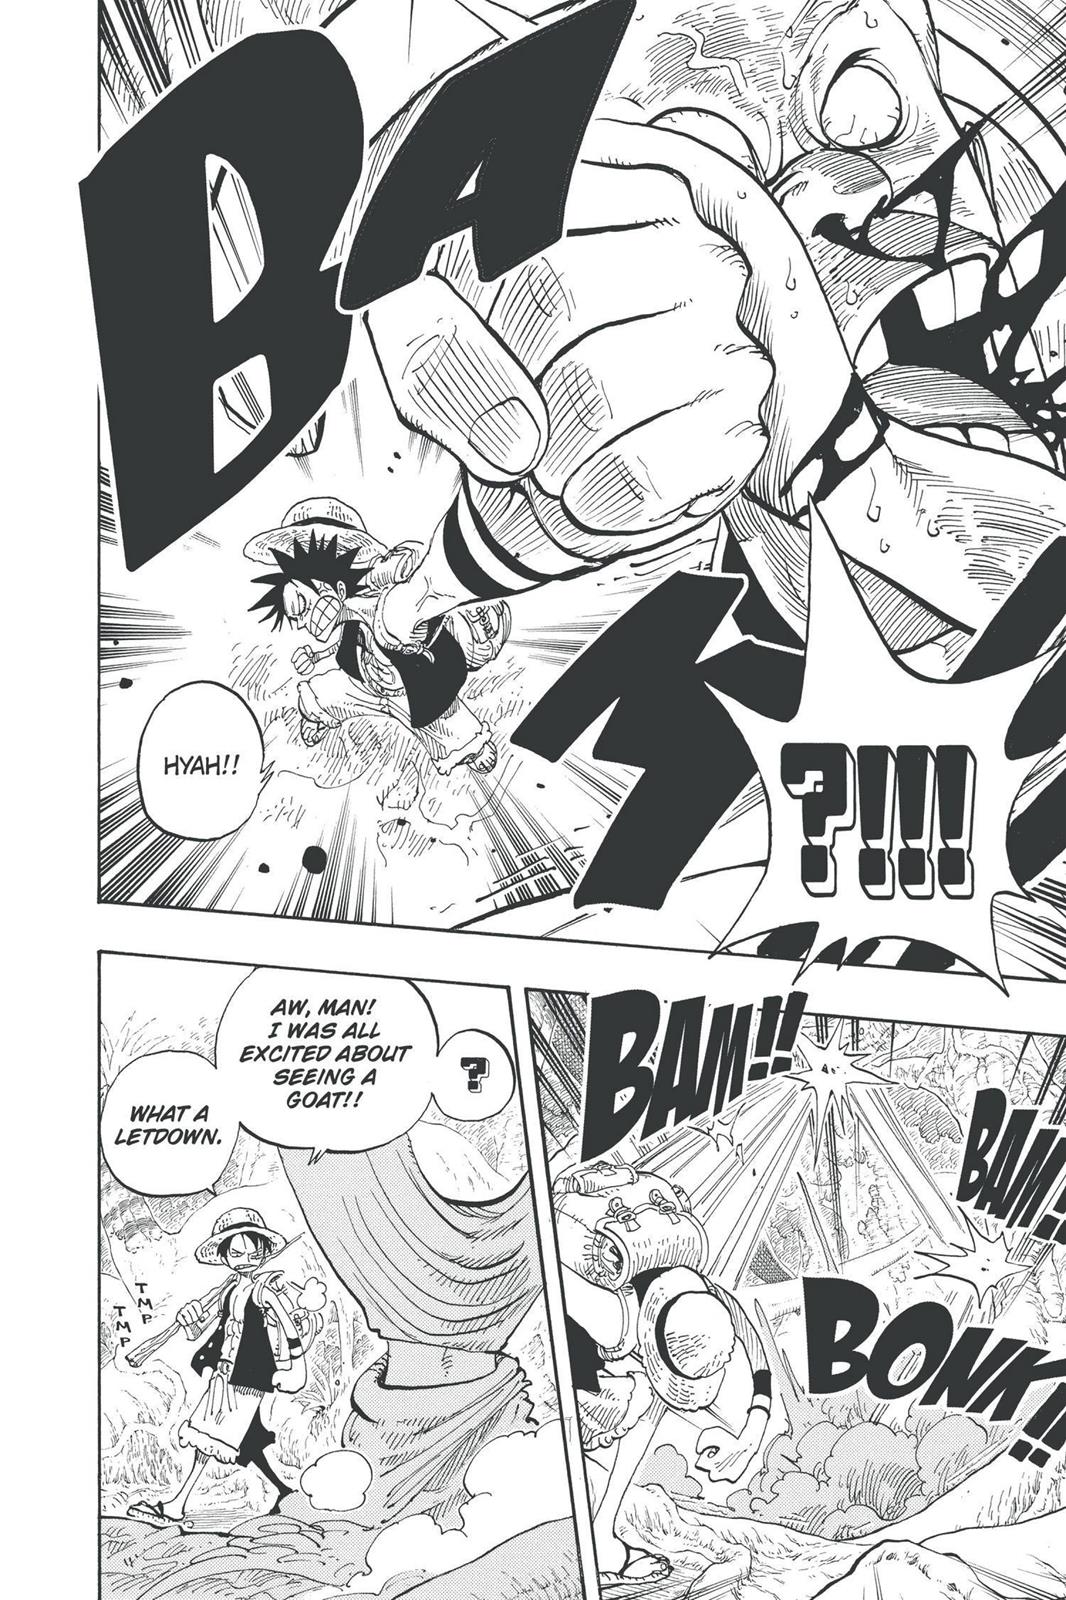 BA
?!!!
HYAH!!
BAM!!
BAM!!
BONK!!
?
AW, MAN!
I WAS ALL
EXCITED ABOUT
SEEING A
GOAT!!
WHAT A
LETDOWN.
TMP
TMP